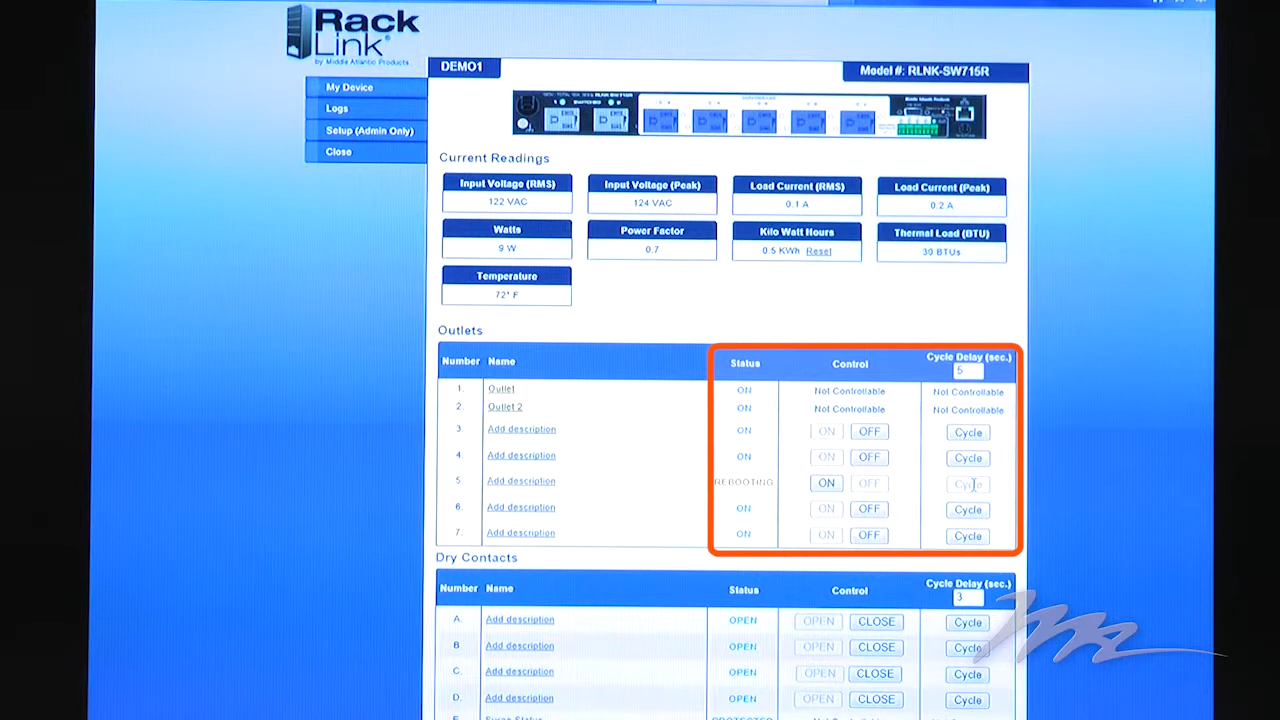 Rack
Link®
by Middle Atlantic Products
DEMO1
Model #: RLNK-SW715R
My Device
Logs
Setup (Admin Only)
Close
Current Readings
Input Voltage (RMS)
Input Voltage (Peak)
Load Current (RMS)
Load Current (Peak)
122 VAC
124 VAC
0.1 A
0.2 A
Watts
Power Factor
Kilo Watt Hours
Thermal Load (BTU)
9 W
0.7
0.5 KWh Reset
30 BTUs
Temperature
72° F
Outlets
Number Name Status Control Cycle Delay (sec.)
5
1. Outlet ON Not Controllable Not Controllable
2. Outlet 2 ON Not Controllable Not Controllable
3. Add description ON ON OFF Cycle
4. Add description ON ON OFF Cycle
5. Add description REBOOTING ON OFF Cycle
6. Add description ON ON OFF Cycle
7. Add description ON ON OFF Cycle
Dry Contacts
Number Name Status Control Cycle Delay (sec.)
3
A. Add description OPEN OPEN CLOSE Cycle
B. Add description OPEN OPEN CLOSE Cycle
C. Add description OPEN OPEN CLOSE Cycle
D. Add description OPEN OPEN CLOSE Cycle